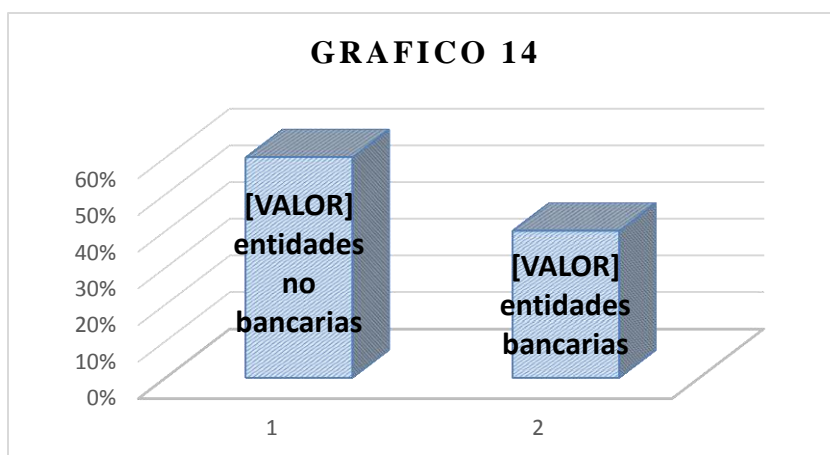 GRAFICO 14
60%
50%
40%
30%
20%
10%
0%
[VALOR]
entidades
no
bancarias
[VALOR]
entidades
bancarias
1
2